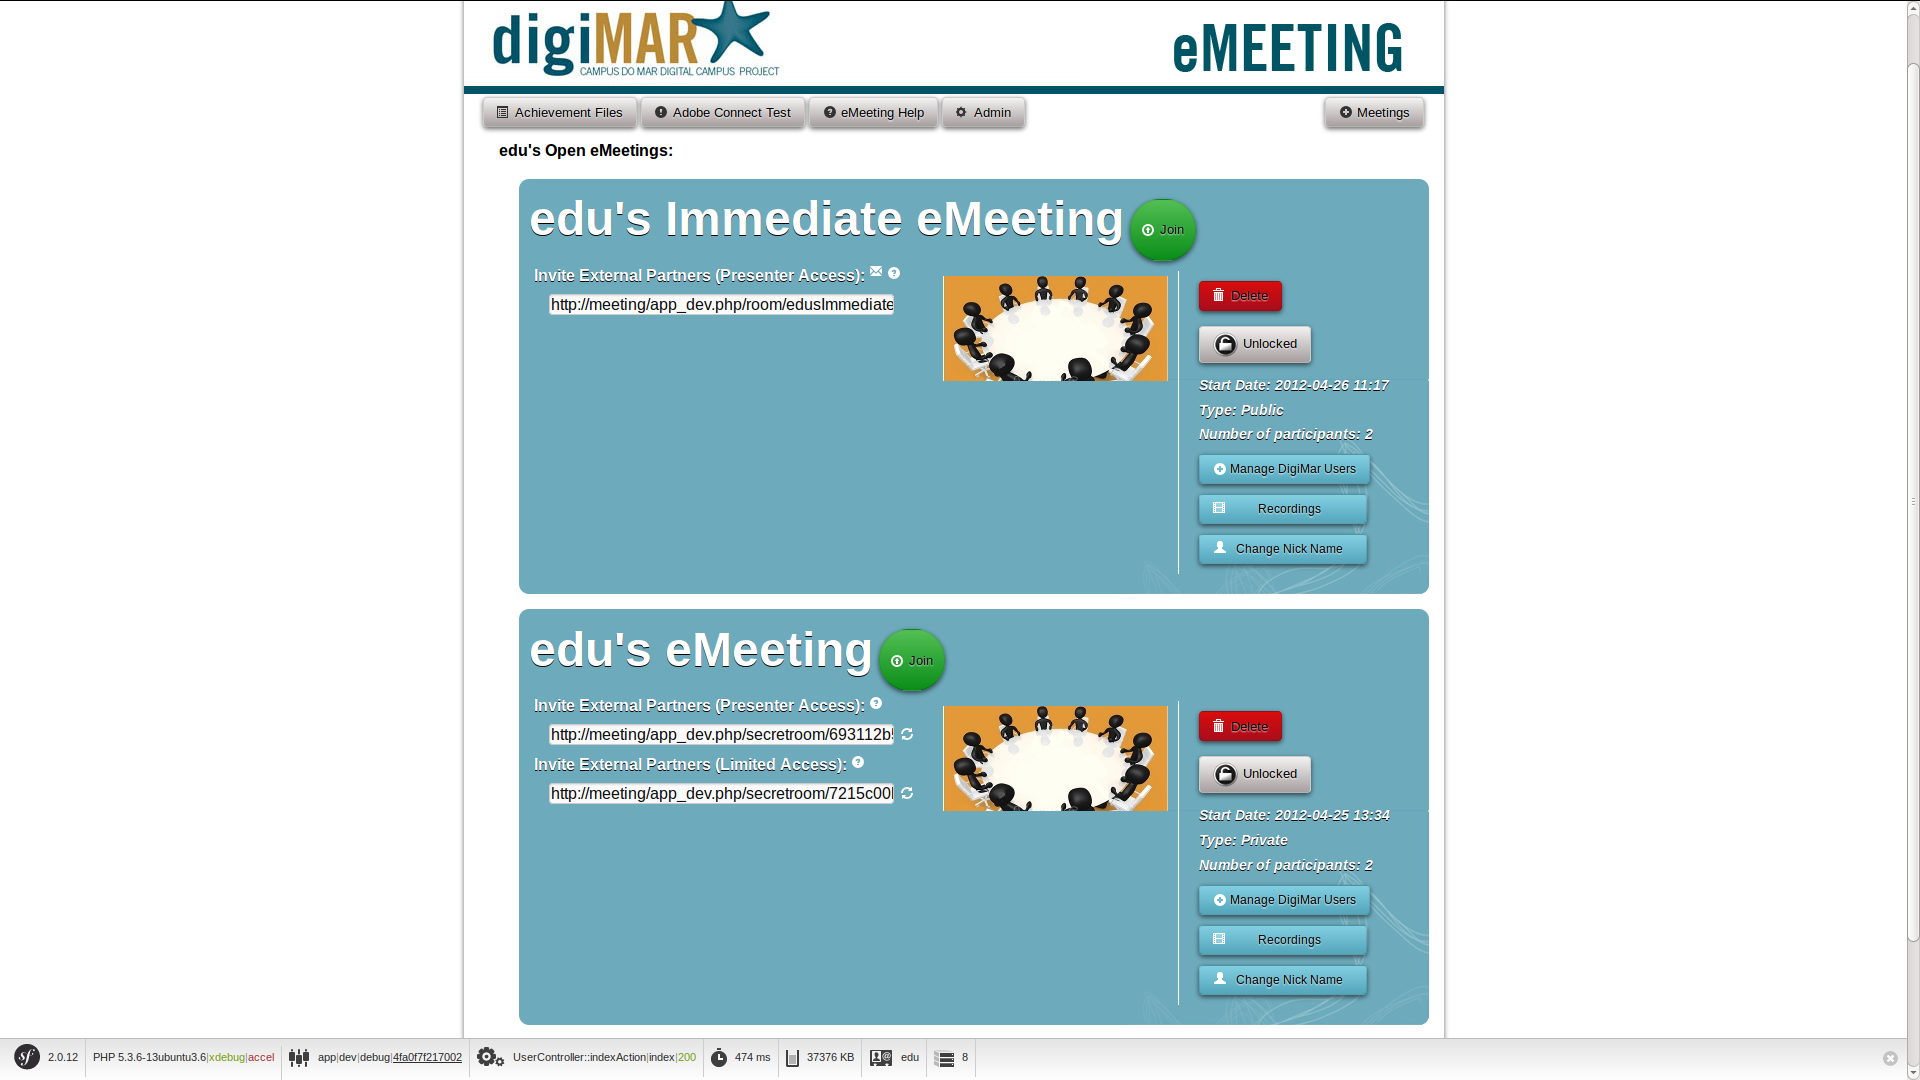 digiMAR
CAMPUS DO MAR DIGITAL CAMPUS PROJECT
eMEETING
Achievement Files
Adobe Connect Test
eMeeting Help
Admin
Meetings
edu's Open eMeetings:
edu's Immediate eMeeting
Join
Invite External Partners (Presenter Access):
http://meeting/app_dev.php/room/edusImmediate
Delete
Unlocked
Start Date: 2012-04-26 11:17
Type: Public
Number of participants: 2
Manage DigiMar Users
Recordings
Change Nick Name
edu's eMeeting
Join
Invite External Partners (Presenter Access):
http://meeting/app_dev.php/secretroom/693112b
Invite External Partners (Limited Access):
http://meeting/app_dev.php/secretroom/7215c00
Delete
Unlocked
Start Date: 2012-04-25 13:34
Type: Private
Number of participants: 2
Manage DigiMar Users
Recordings
Change Nick Name
sf 2.0.12 PHP 5.3.6-13ubuntu3.6|xdebug|accel app|dev|debug|4fa0f7f217002 UserController::indexAction|index|200 474 ms 37376 KB edu 8